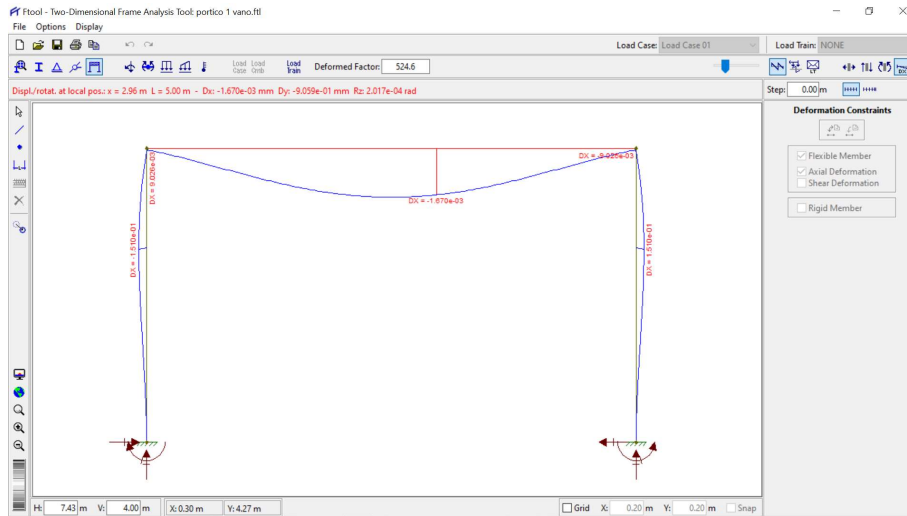 Ftool - Two-Dimensional Frame Analysis Tool: portico 1 vano.ftl
File Options Display
Load Case: Load Case 01 Load Train: NONE
Load Case Load Cmb Load Train Deformed Factor: 524.6
Displ./rotat. at local pos.: x = 2.96 m L = 5.00 m - Dx: -1.670e-03 mm Dy: -9.059e-01 mm Rz: 2.017e-04 rad
Step: 0.00 m
Deformation Constraints
Flexible Member
Axial Deformation
Shear Deformation
Rigid Member
DX = 9.026e-03
DX = -9.026e-03
DX = -1.670e-03
DX = -1.510e-01
DX = 1.510e-01
H: 7.43 m V: 4.00 m X: 0.30 m Y: 4.27 m Grid X: 0.20 m Y: 0.20 m Snap